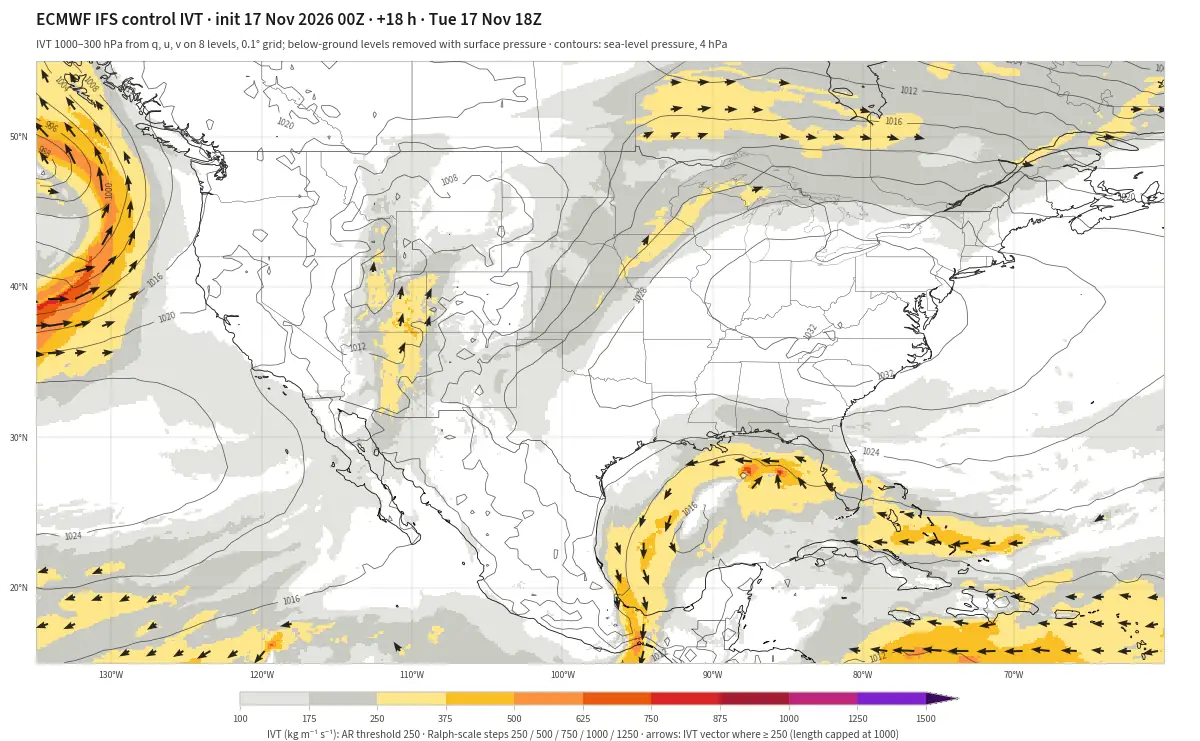 ECMWF IFS control IVT · init 17 Nov 2026 00Z · +18 h · Tue 17 Nov 18Z
IVT 1000–300 hPa from q, u, v on 8 levels, 0.1° grid; below-ground levels removed with surface pressure · contours: sea-level pressure, 4 hPa
1008
1012
1016
1020
1008
1000
996
50°N
1016
1020
1012
1028
1032
1032
40°N
1024
30°N
1016
1024
20°N
1016
1012
130°W 120°W 110°W 100°W 90°W 80°W 70°W
100 175 250 375 500 625 750 875 1000 1250 1500
IVT (kg m⁻¹ s⁻¹): AR threshold 250 · Ralph-scale steps 250 / 500 / 750 / 1000 / 1250 · arrows: IVT vector where ≥ 250 (length capped at 1000)